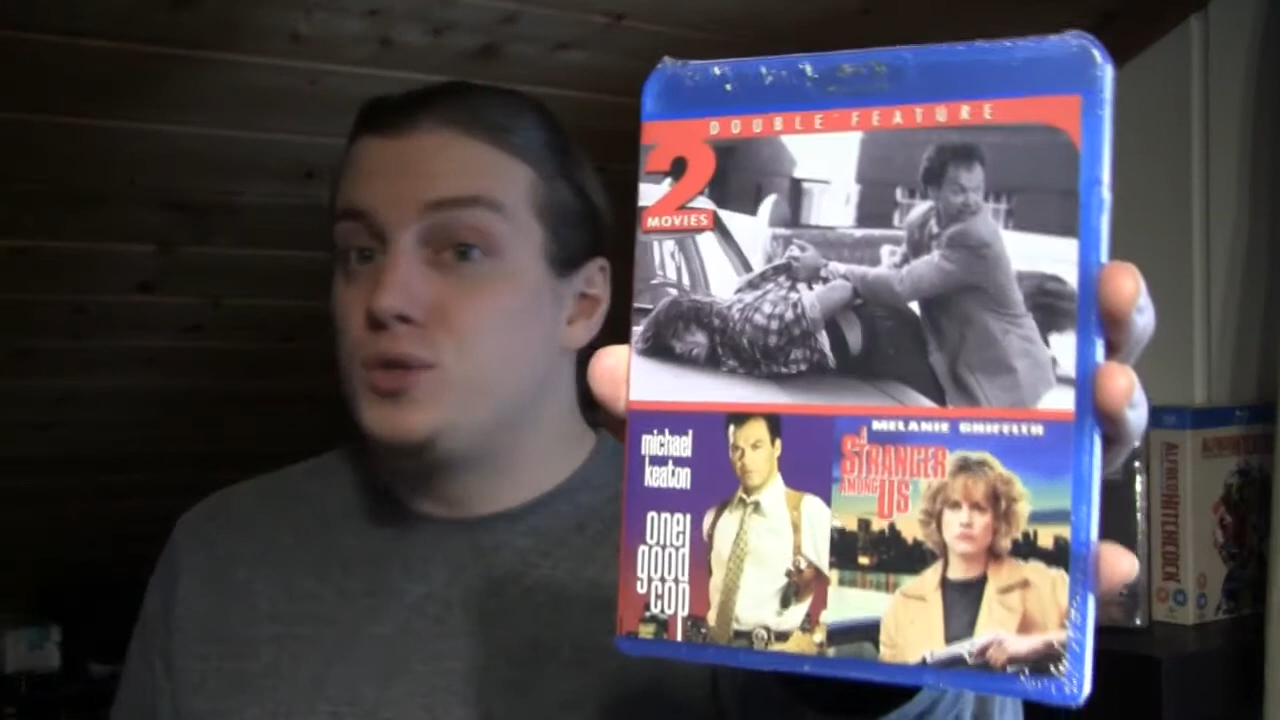 DOUBLE FEATURE
2
MOVIES
michael
keaton
one
good
cop
MELANIE GRIFFITH
A
STRANGER
AMONG US
ALFRED HITCHCOCK